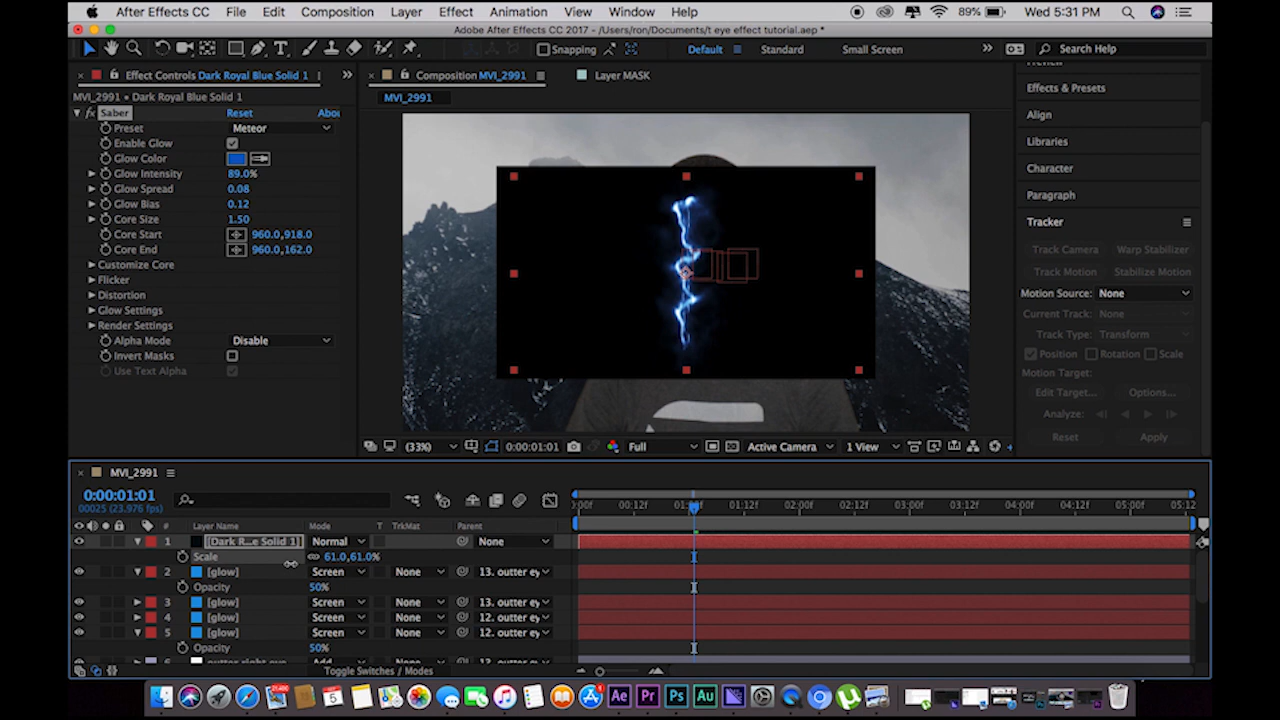 After Effects CC File Edit Composition Layer Effect Animation View Window Help 89% Wed 5:31 PM
Adobe After Effects CC 2017 - /Users/ron/Documents/t eye effect tutorial.aep *
Snapping Default Standard Small Screen Search Help
Effect Controls Dark Royal Blue Solid 1 Composition MVI_2991 Layer MASK
MVI_2991 • Dark Royal Blue Solid 1 MVI_2991
fx Saber Reset Abou
Preset Meteor
Enable Glow
Glow Color
Glow Intensity 89.0%
Glow Spread 0.08
Glow Bias 0.12
Core Size 1.50
Core Start 960.0,918.0
Core End 960.0,162.0
Customize Core
Flicker
Distortion
Glow Settings
Render Settings
Alpha Mode Disable
Invert Masks
Use Text Alpha
Effects & Presets
Align
Libraries
Character
Paragraph
Tracker
Track Camera Warp Stabilizer
Track Motion Stabilize Motion
Motion Source: None
Current Track: None
Track Type: Transform
Position Rotation Scale
Motion Target:
Edit Target... Options...
Analyze:
Reset Apply
(33%) 0:00:01:01 Full Active Camera 1 View
MVI_2991
0:00:01:01
00025 (23.976 fps)
:00f 00:12f 01:00f 01:12f 02:00f 02:12f 03:00f 03:12f 04:00f 04:12f 05:00f 05:12
# Layer Name Mode T TrkMat Parent
1 [Dark R...e Solid 1] Normal None
Scale 61.0,61.0%
2 [glow] Screen None 13. outter ey
Opacity 50%
3 [glow] Screen None 13. outter ey
4 [glow] Screen None 12. outter ey
5 [glow] Screen None 12. outter ey
Opacity 50%
Toggle Switches / Modes
Ae Pr Ps Au